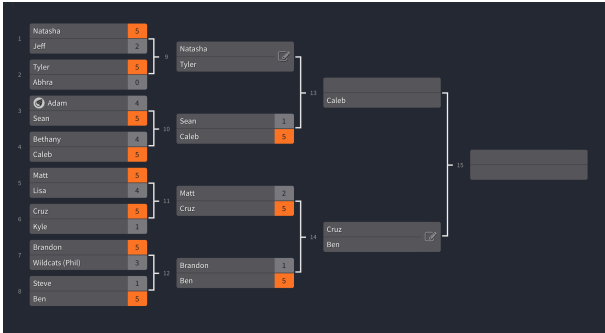 1
Natasha 5
Jeff 2
2
Tyler 5
Abhra 0
3
Adam 4
Sean 5
4
Bethany 4
Caleb 5
5
Matt 5
Lisa 4
6
Cruz 5
Kyle 1
7
Brandon 5
Wildcats (Phil) 3
8
Steve 1
Ben 5
9
Natasha
Tyler
10
Sean 1
Caleb 5
11
Matt 2
Cruz 5
12
Brandon 1
Ben 5
13
Caleb
14
Cruz
Ben
15